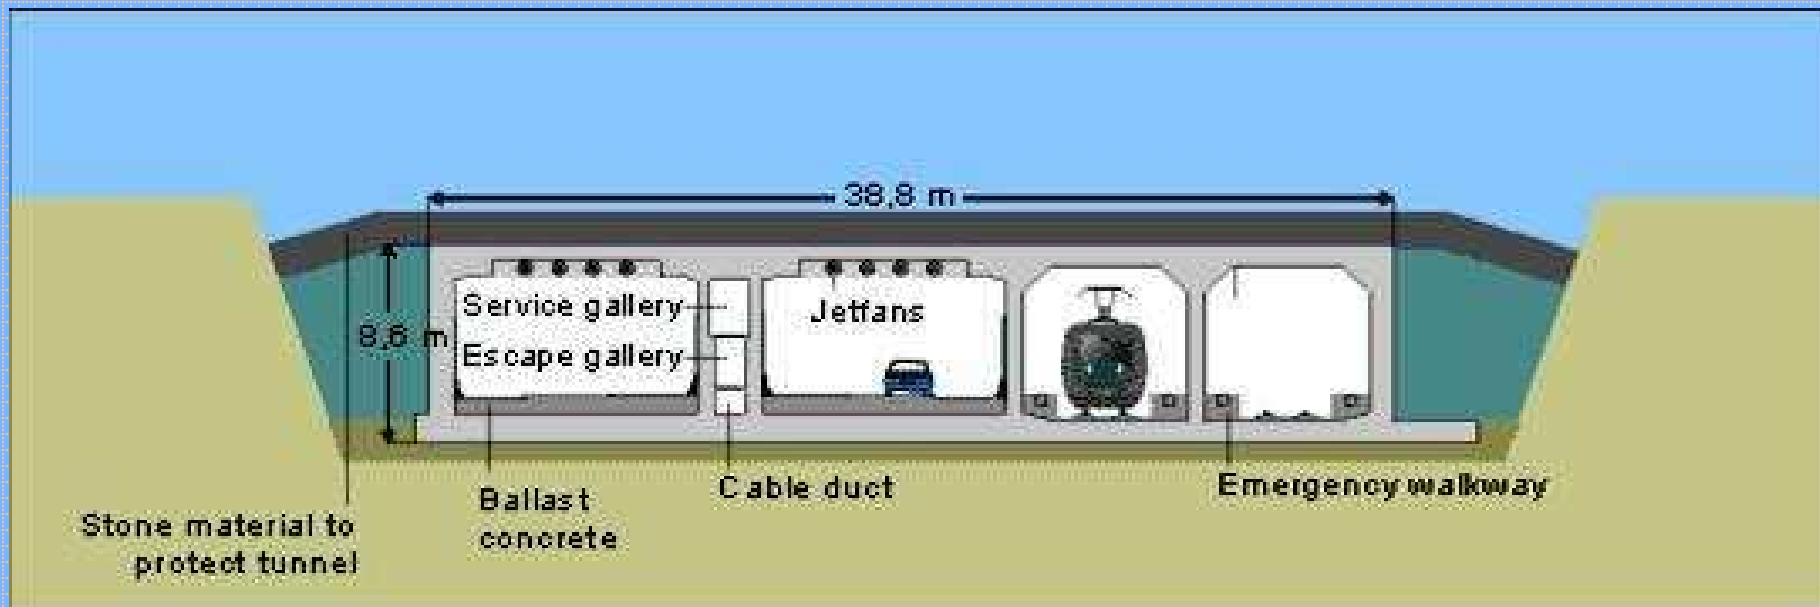 38,8 m
Service gallery
Jetfans
8,6 m
Escape gallery
Cable duct
Emergency walkway
Ballast
concrete
Stone material to
protect tunnel